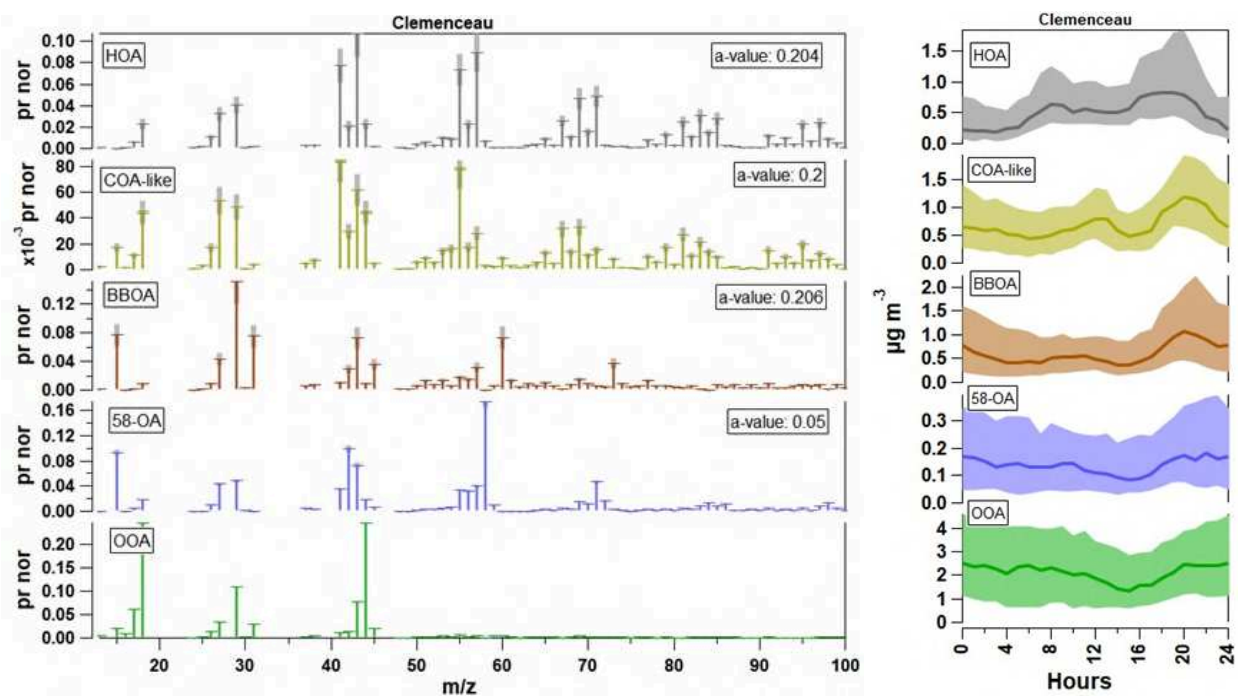 Clemenceau
HOA
a-value: 0.204
pr nor
0.10
0.08
0.06
0.04
0.02
0.00
COA-like
a-value: 0.2
x10⁻³ pr nor
80
60
40
20
0
BBOA
a-value: 0.206
pr nor
0.12
0.08
0.04
0.00
58-OA
a-value: 0.05
pr nor
0.16
0.12
0.08
0.04
0.00
OOA
pr nor
0.20
0.15
0.10
0.05
0.00
20 30 40 50 60 70 80 90 100
m/z
Clemenceau
HOA
1.5
1.0
0.5
0.0
COA-like
1.5
1.0
0.5
0.0
BBOA
2.0
1.5
1.0
0.5
0.0
µg m⁻³
58-OA
0.3
0.2
0.1
0.0
OOA
4
3
2
1
0
0 4 8 12 16 20 24
Hours